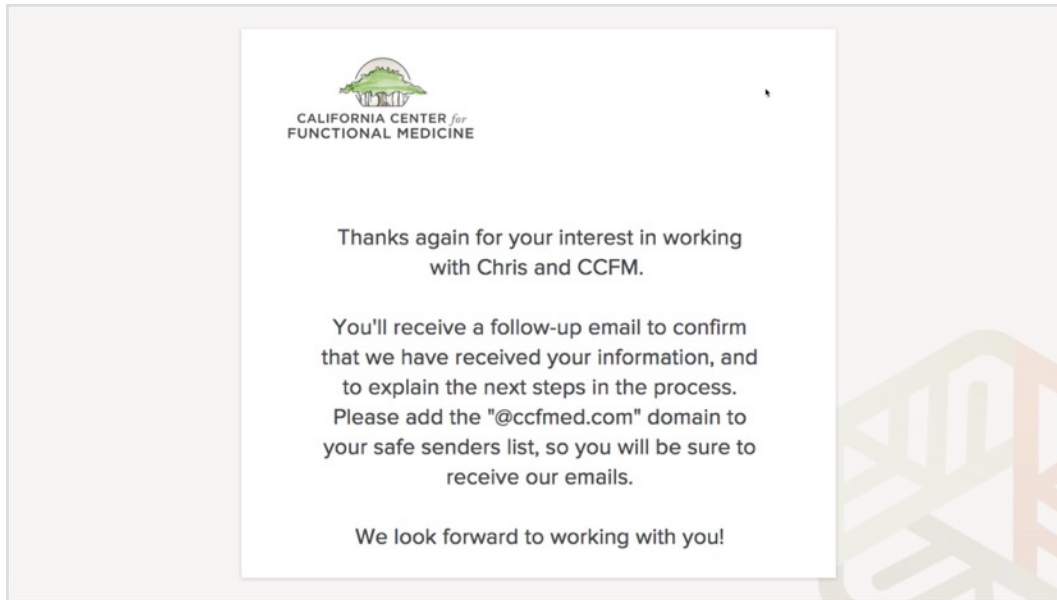 CALIFORNIA CENTER for
FUNCTIONAL MEDICINE
Thanks again for your interest in working
with Chris and CCFM.
You'll receive a follow-up email to confirm
that we have received your information, and
to explain the next steps in the process.
Please add the "@ccfmed.com" domain to
your safe senders list, so you will be sure to
receive our emails.
We look forward to working with you!